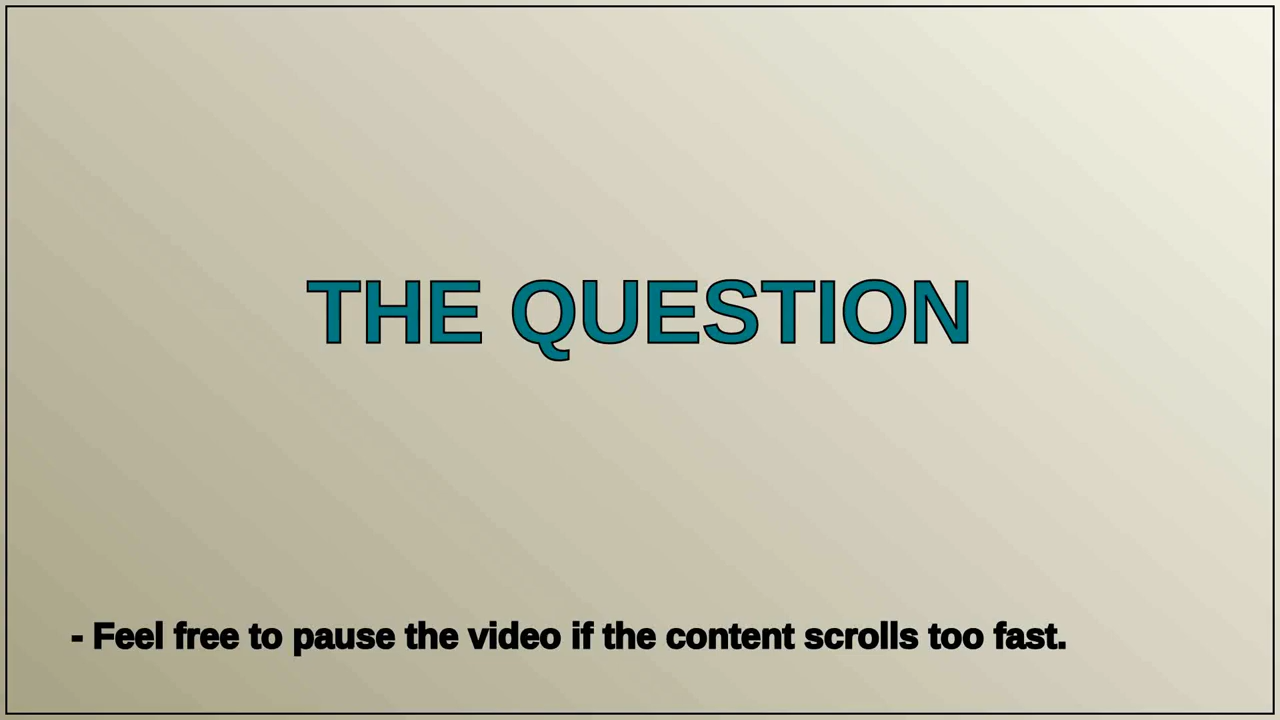 THE QUESTION
- Feel free to pause the video if the content scrolls too fast.